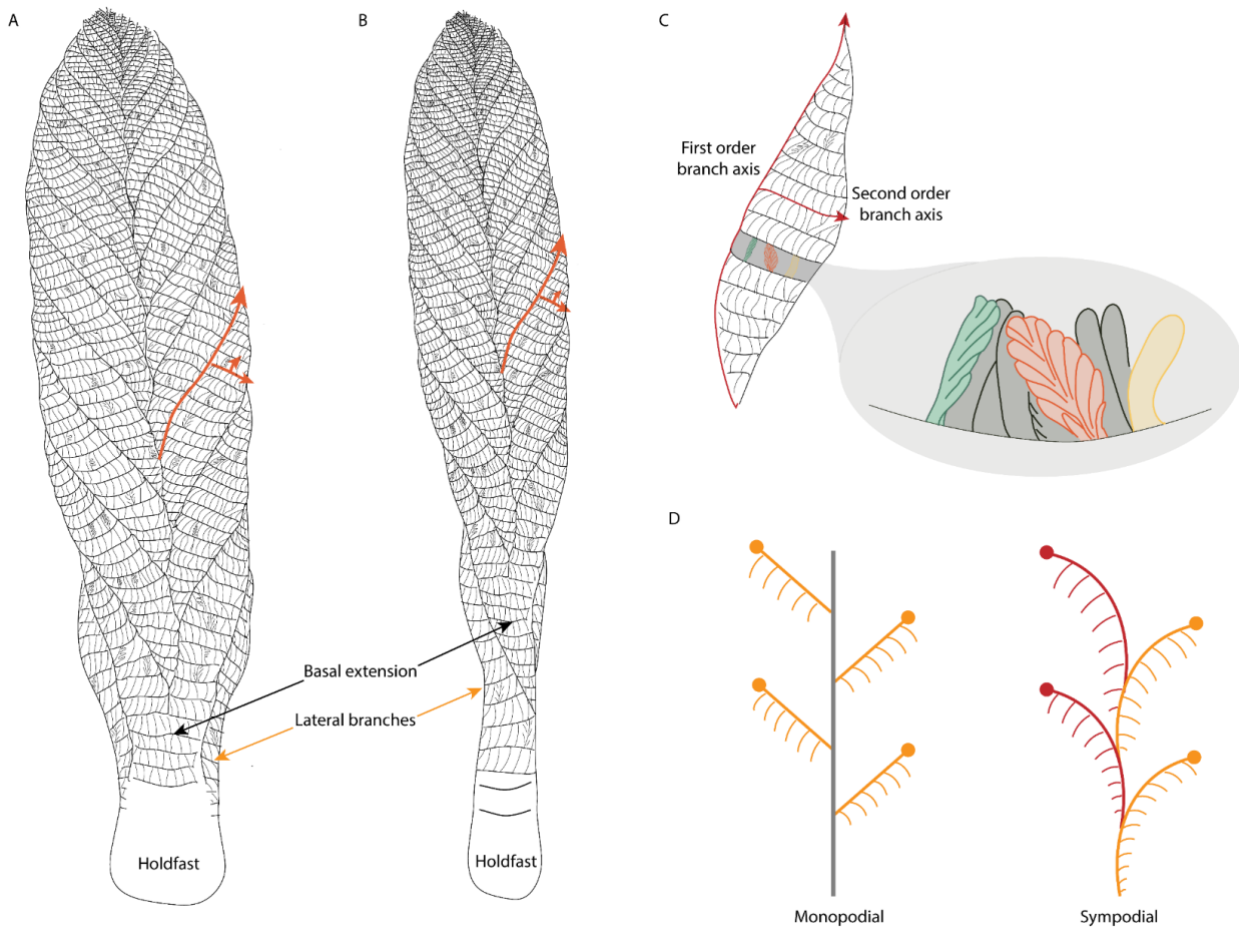 A
B
C
First order
branch axis
Second order
branch axis
D
Basal extension
Lateral branches
Holdfast
Holdfast
Monopodial
Sympodial